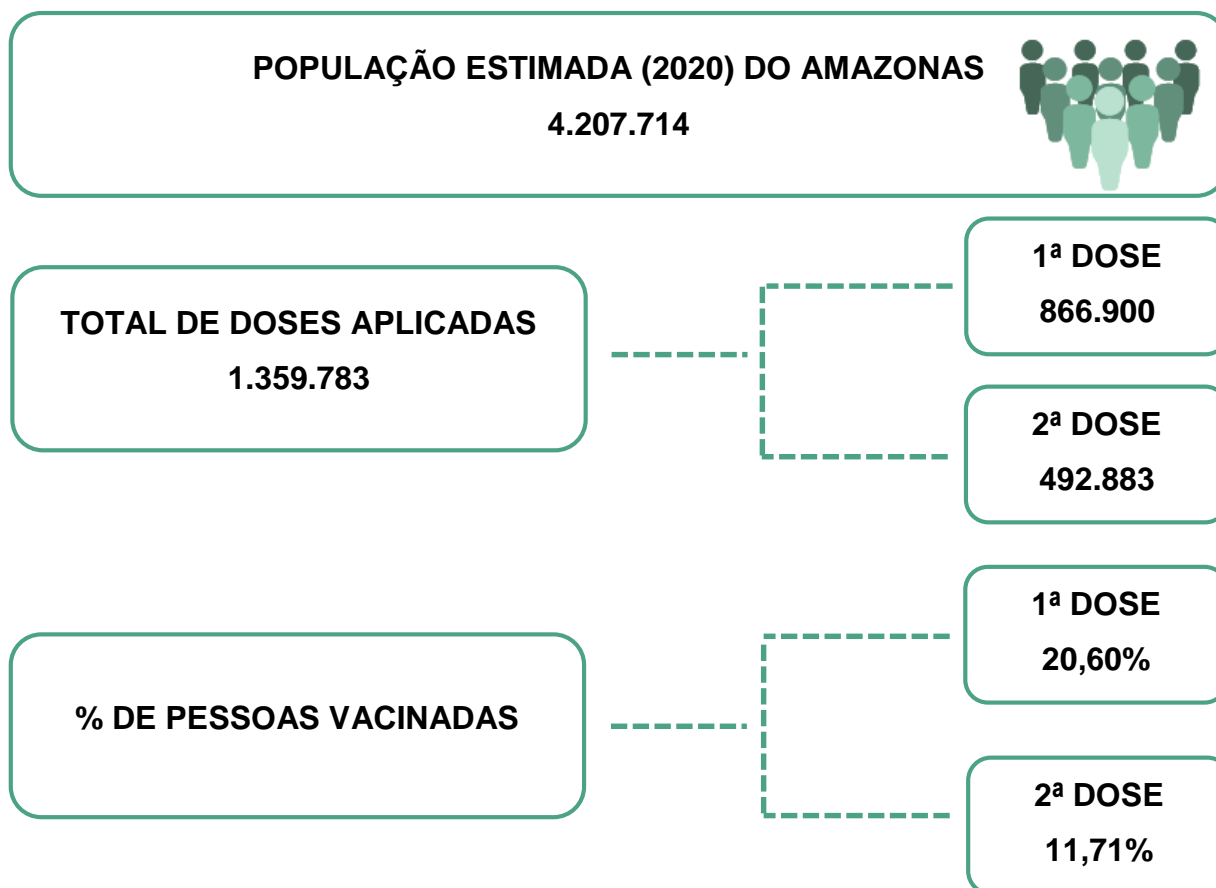 POPULAÇÃO ESTIMADA (2020) DO AMAZONAS
4.207.714
TOTAL DE DOSES APLICADAS
1.359.783
1ª DOSE
866.900
2ª DOSE
492.883
% DE PESSOAS VACINADAS
1ª DOSE
20,60%
2ª DOSE
11,71%